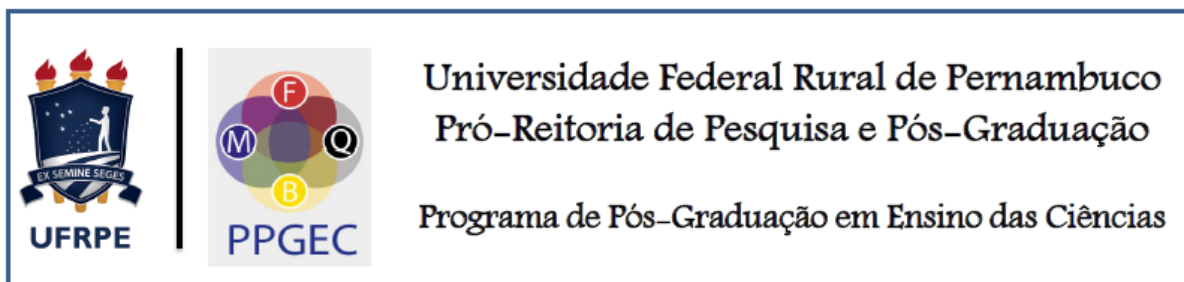 EX SEMINE SEGES
UFRPE
F
M
Q
B
PPGEC
Universidade Federal Rural de Pernambuco
Pró-Reitoria de Pesquisa e Pós-Graduação
Programa de Pós-Graduação em Ensino das Ciências